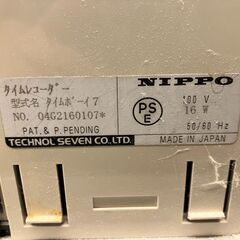 タイムレコーダー
NIPPO
型式名 タイムボーイ7
NO. 04G2160107*
PS
E
100 V
16 W
50/60 Hz
PAT. & P. PENDING
TECHNOL SEVEN CO.LTD.
MADE IN JAPAN